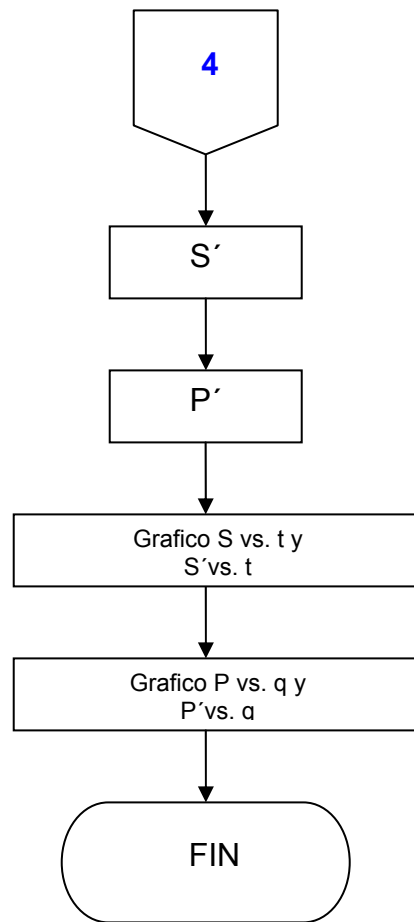 4
S´
P´
Grafico S vs. t y
S´vs. t
Grafico P vs. q y
P´vs. q
FIN